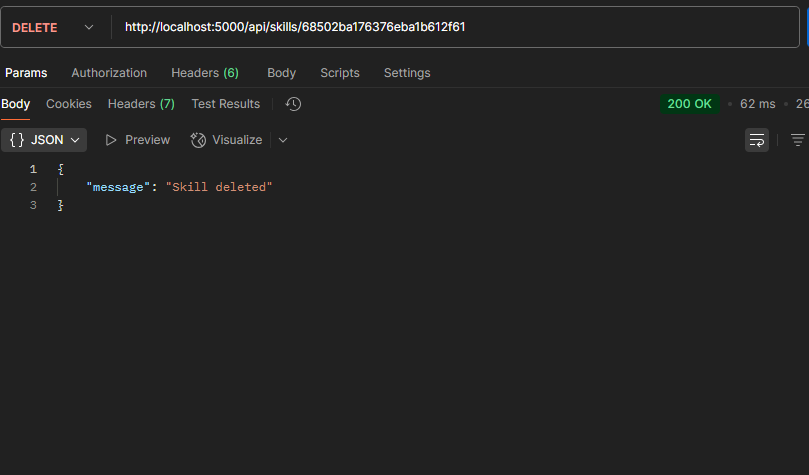 DELETE http://localhost:5000/api/skills/68502ba176376eba1b612f61
Params Authorization Headers (6) Body Scripts Settings
Body Cookies Headers (7) Test Results 200 OK • 62 ms •
{ } JSON Preview Visualize
1 {
2 "message": "Skill deleted"
3 }